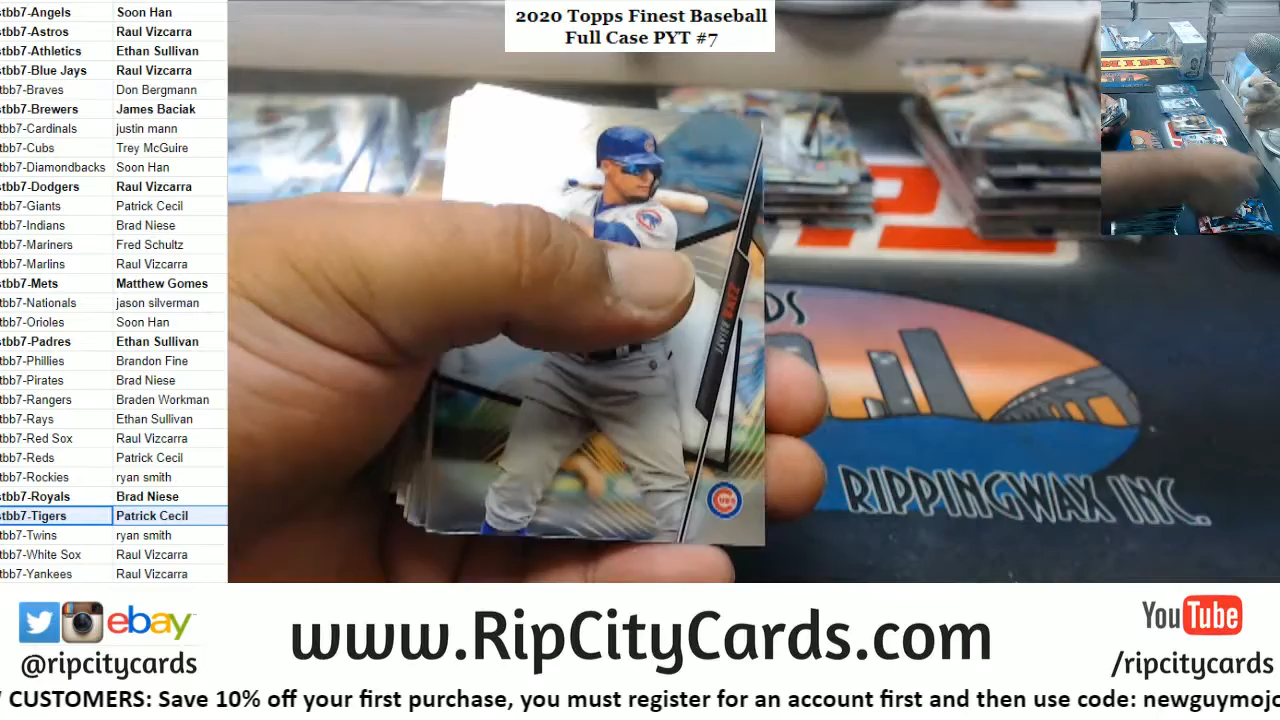 2020 Topps Finest Baseball
Full Case PYT #7
stbb7-Angels Soon Han
stbb7-Astros Raul Vizcarra
stbb7-Athletics Ethan Sullivan
stbb7-Blue Jays Raul Vizcarra
tbb7-Braves Don Bergmann
stbb7-Brewers James Baciak
tbb7-Cardinals justin mann
tbb7-Cubs Trey McGuire
tbb7-Diamondbacks Soon Han
stbb7-Dodgers Raul Vizcarra
tbb7-Giants Patrick Cecil
tbb7-Indians Brad Niese
tbb7-Mariners Fred Schultz
tbb7-Marlins Raul Vizcarra
stbb7-Mets Matthew Gomes
tbb7-Nationals jason silverman
tbb7-Orioles Soon Han
stbb7-Padres Ethan Sullivan
tbb7-Phillies Brandon Fine
tbb7-Pirates Brad Niese
tbb7-Rangers Braden Workman
tbb7-Rays Ethan Sullivan
tbb7-Red Sox Raul Vizcarra
tbb7-Reds Patrick Cecil
tbb7-Rockies ryan smith
stbb7-Royals Brad Niese
stbb7-Tigers Patrick Cecil
tbb7-Twins ryan smith
tbb7-White Sox Raul Vizcarra
tbb7-Yankees Raul Vizcarra
JAVIER BAEZ
CUBS
DS
RIPPINGWAX INC.
ebay
@ripcitycards
www.RipCityCards.com
YouTube
/ripcitycards
CUSTOMERS: Save 10% off your first purchase, you must register for an account first and then use code: newguymojo